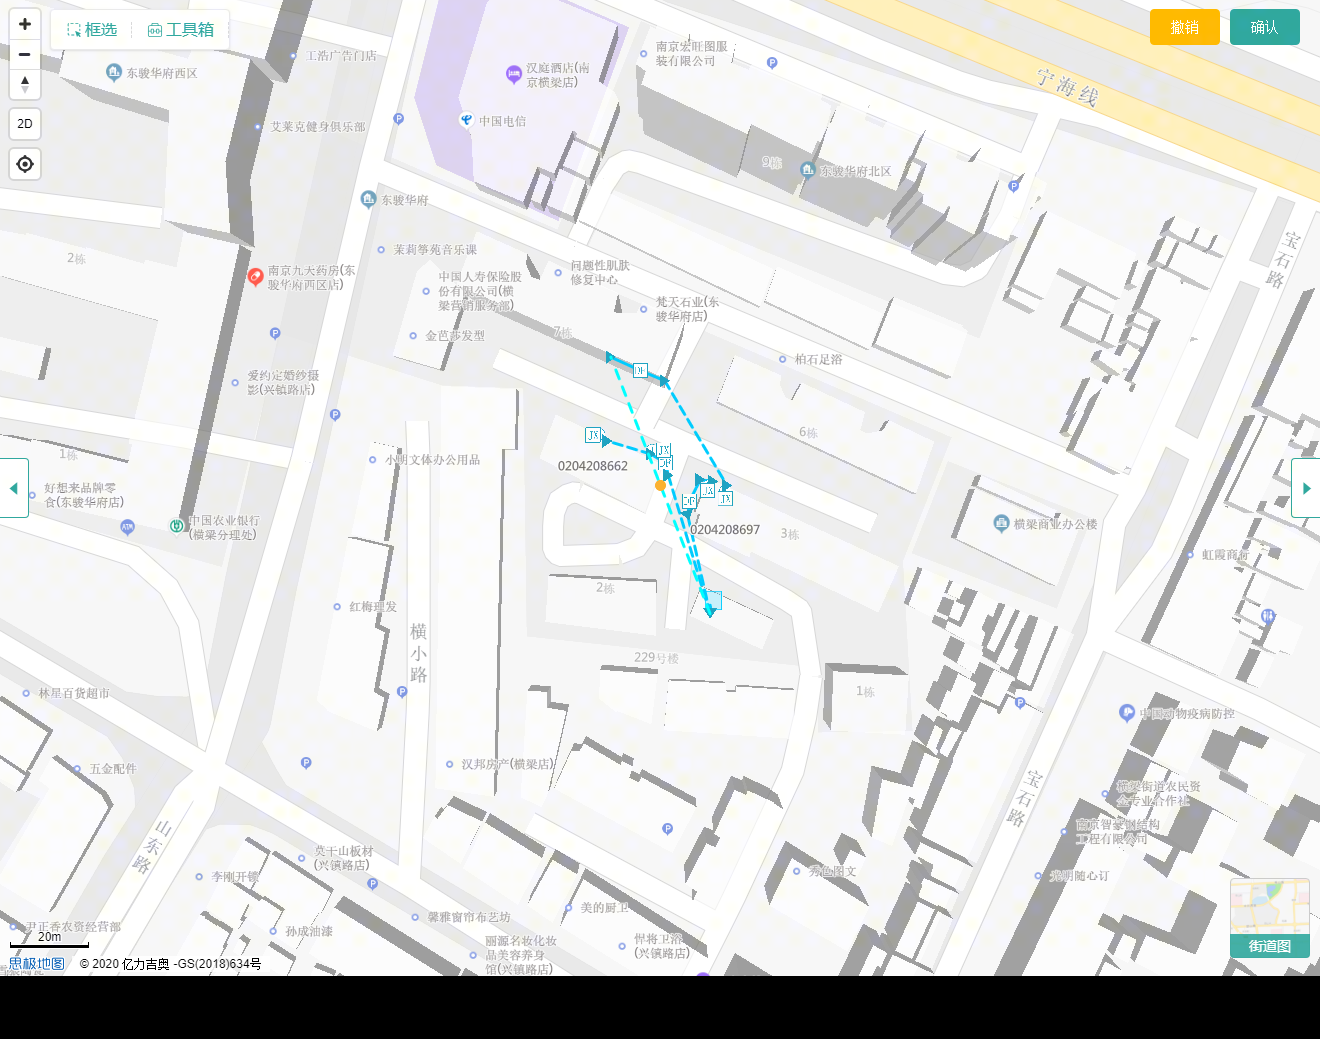 框选
工具箱
撤销
确认
2D
工浩广告门店
东骏华府西区
汉庭酒店(南
京横梁店)
南京宏旺图服
装有限公司
宁海线
中国电信
艾莱克健身俱乐部
9栋
东骏华府北区
东骏华府
茉莉筝苑音乐课
宝石路
2栋
南京九天药房(东
骏华府西区店)
问题性肌肤
修复中心
中国人寿保险股
份有限公司(横
梁营销服务部)
梵天石业(东
骏华府店)
金芭莎发型
7栋
柏石足浴
爱约定婚纱摄
影(兴镇路店)
6栋
1栋
小明文体办公用品
0204208662
好想来品牌零
食(东骏华府店)
中国农业银行
(横梁分理处)
0204208697
3栋
横梁商业办公楼
虹霞商行
2栋
红梅理发
横小路
229号楼
1栋
林星百货超市
中国动物疫病防控
五金配件
汉邦房产(横梁店)
宝石路
横梁街道农民资
金专业合作社
南京智豪钢结构
工程有限公司
山东路
莫干山板材
(兴镇路店)
李刚开锁
秀色图文
光明随心订
美的厨卫
馨雅窗帘布艺坊
尹正香农资经营部
孙成油漆
丽源名妆化妆
品美容养身
馆(兴镇路店)
悍将卫浴
(兴镇路店)
20m
思极地图
© 2020 亿力吉奥 -GS(2018)634号
街道图